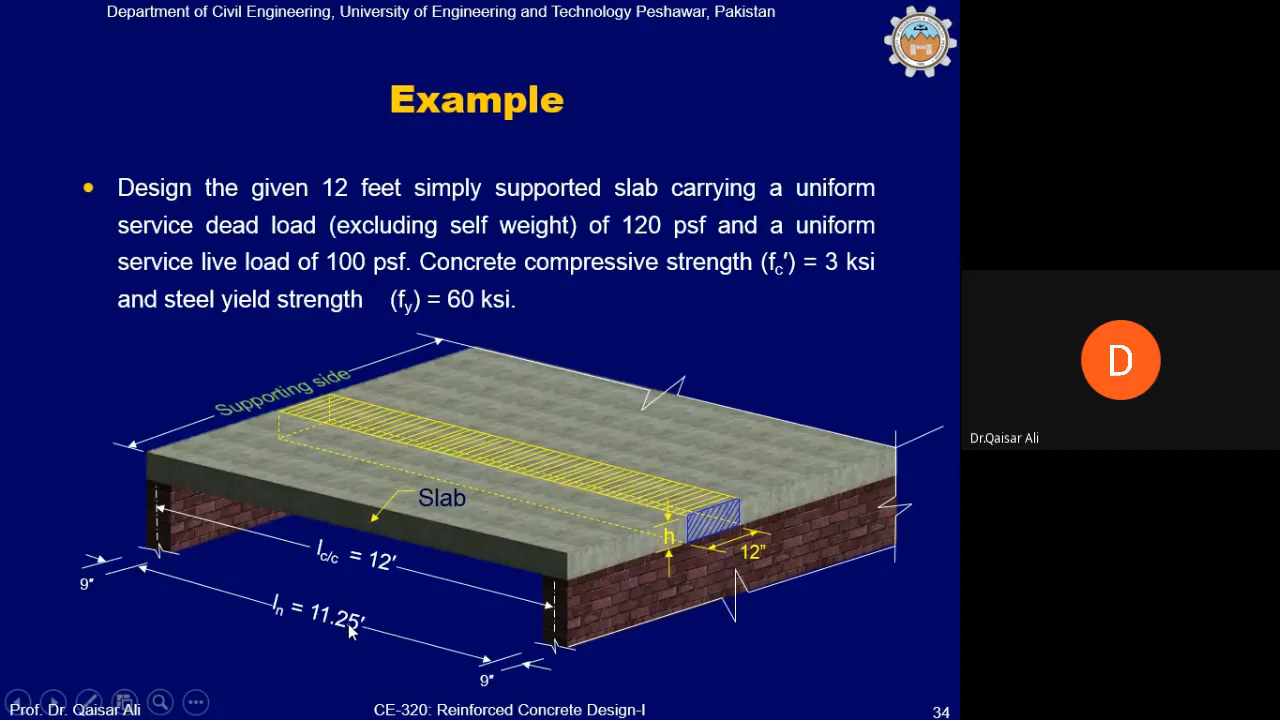 Department of Civil Engineering, University of Engineering and Technology Peshawar, Pakistan
Example
Design the given 12 feet simply supported slab carrying a uniform
service dead load (excluding self weight) of 120 psf and a uniform
service live load of 100 psf. Concrete compressive strength (fc′) = 3 ksi
and steel yield strength (fy) = 60 ksi.
Supporting side
Slab
h
12”
lc/c = 12′
9″
ln = 11.25′
9″
D
Dr.Qaisar Ali
Prof. Dr. Qaisar Ali
CE-320: Reinforced Concrete Design-I
34